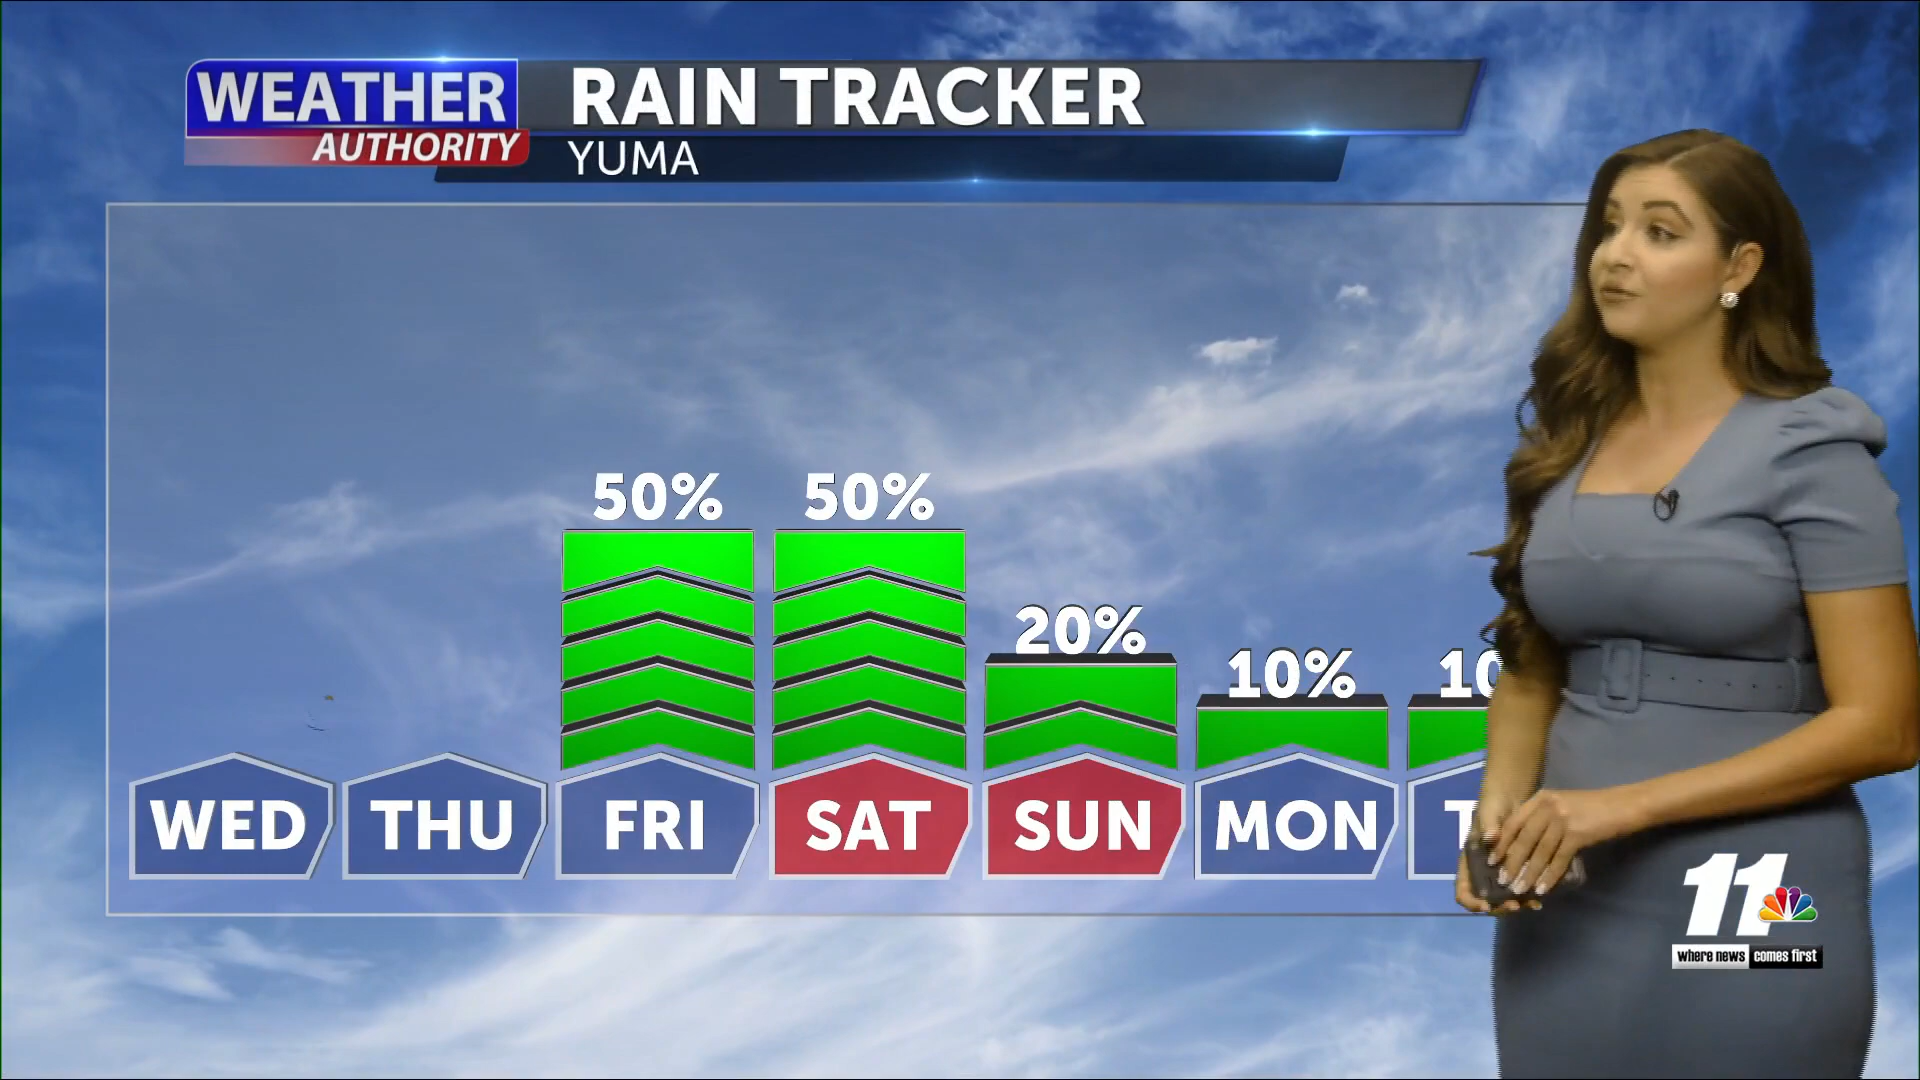 WEATHER
AUTHORITY
RAIN TRACKER
YUMA
50%
50%
20%
10%
10
WED
THU
FRI
SAT
SUN
MON
T
11
where news comes first